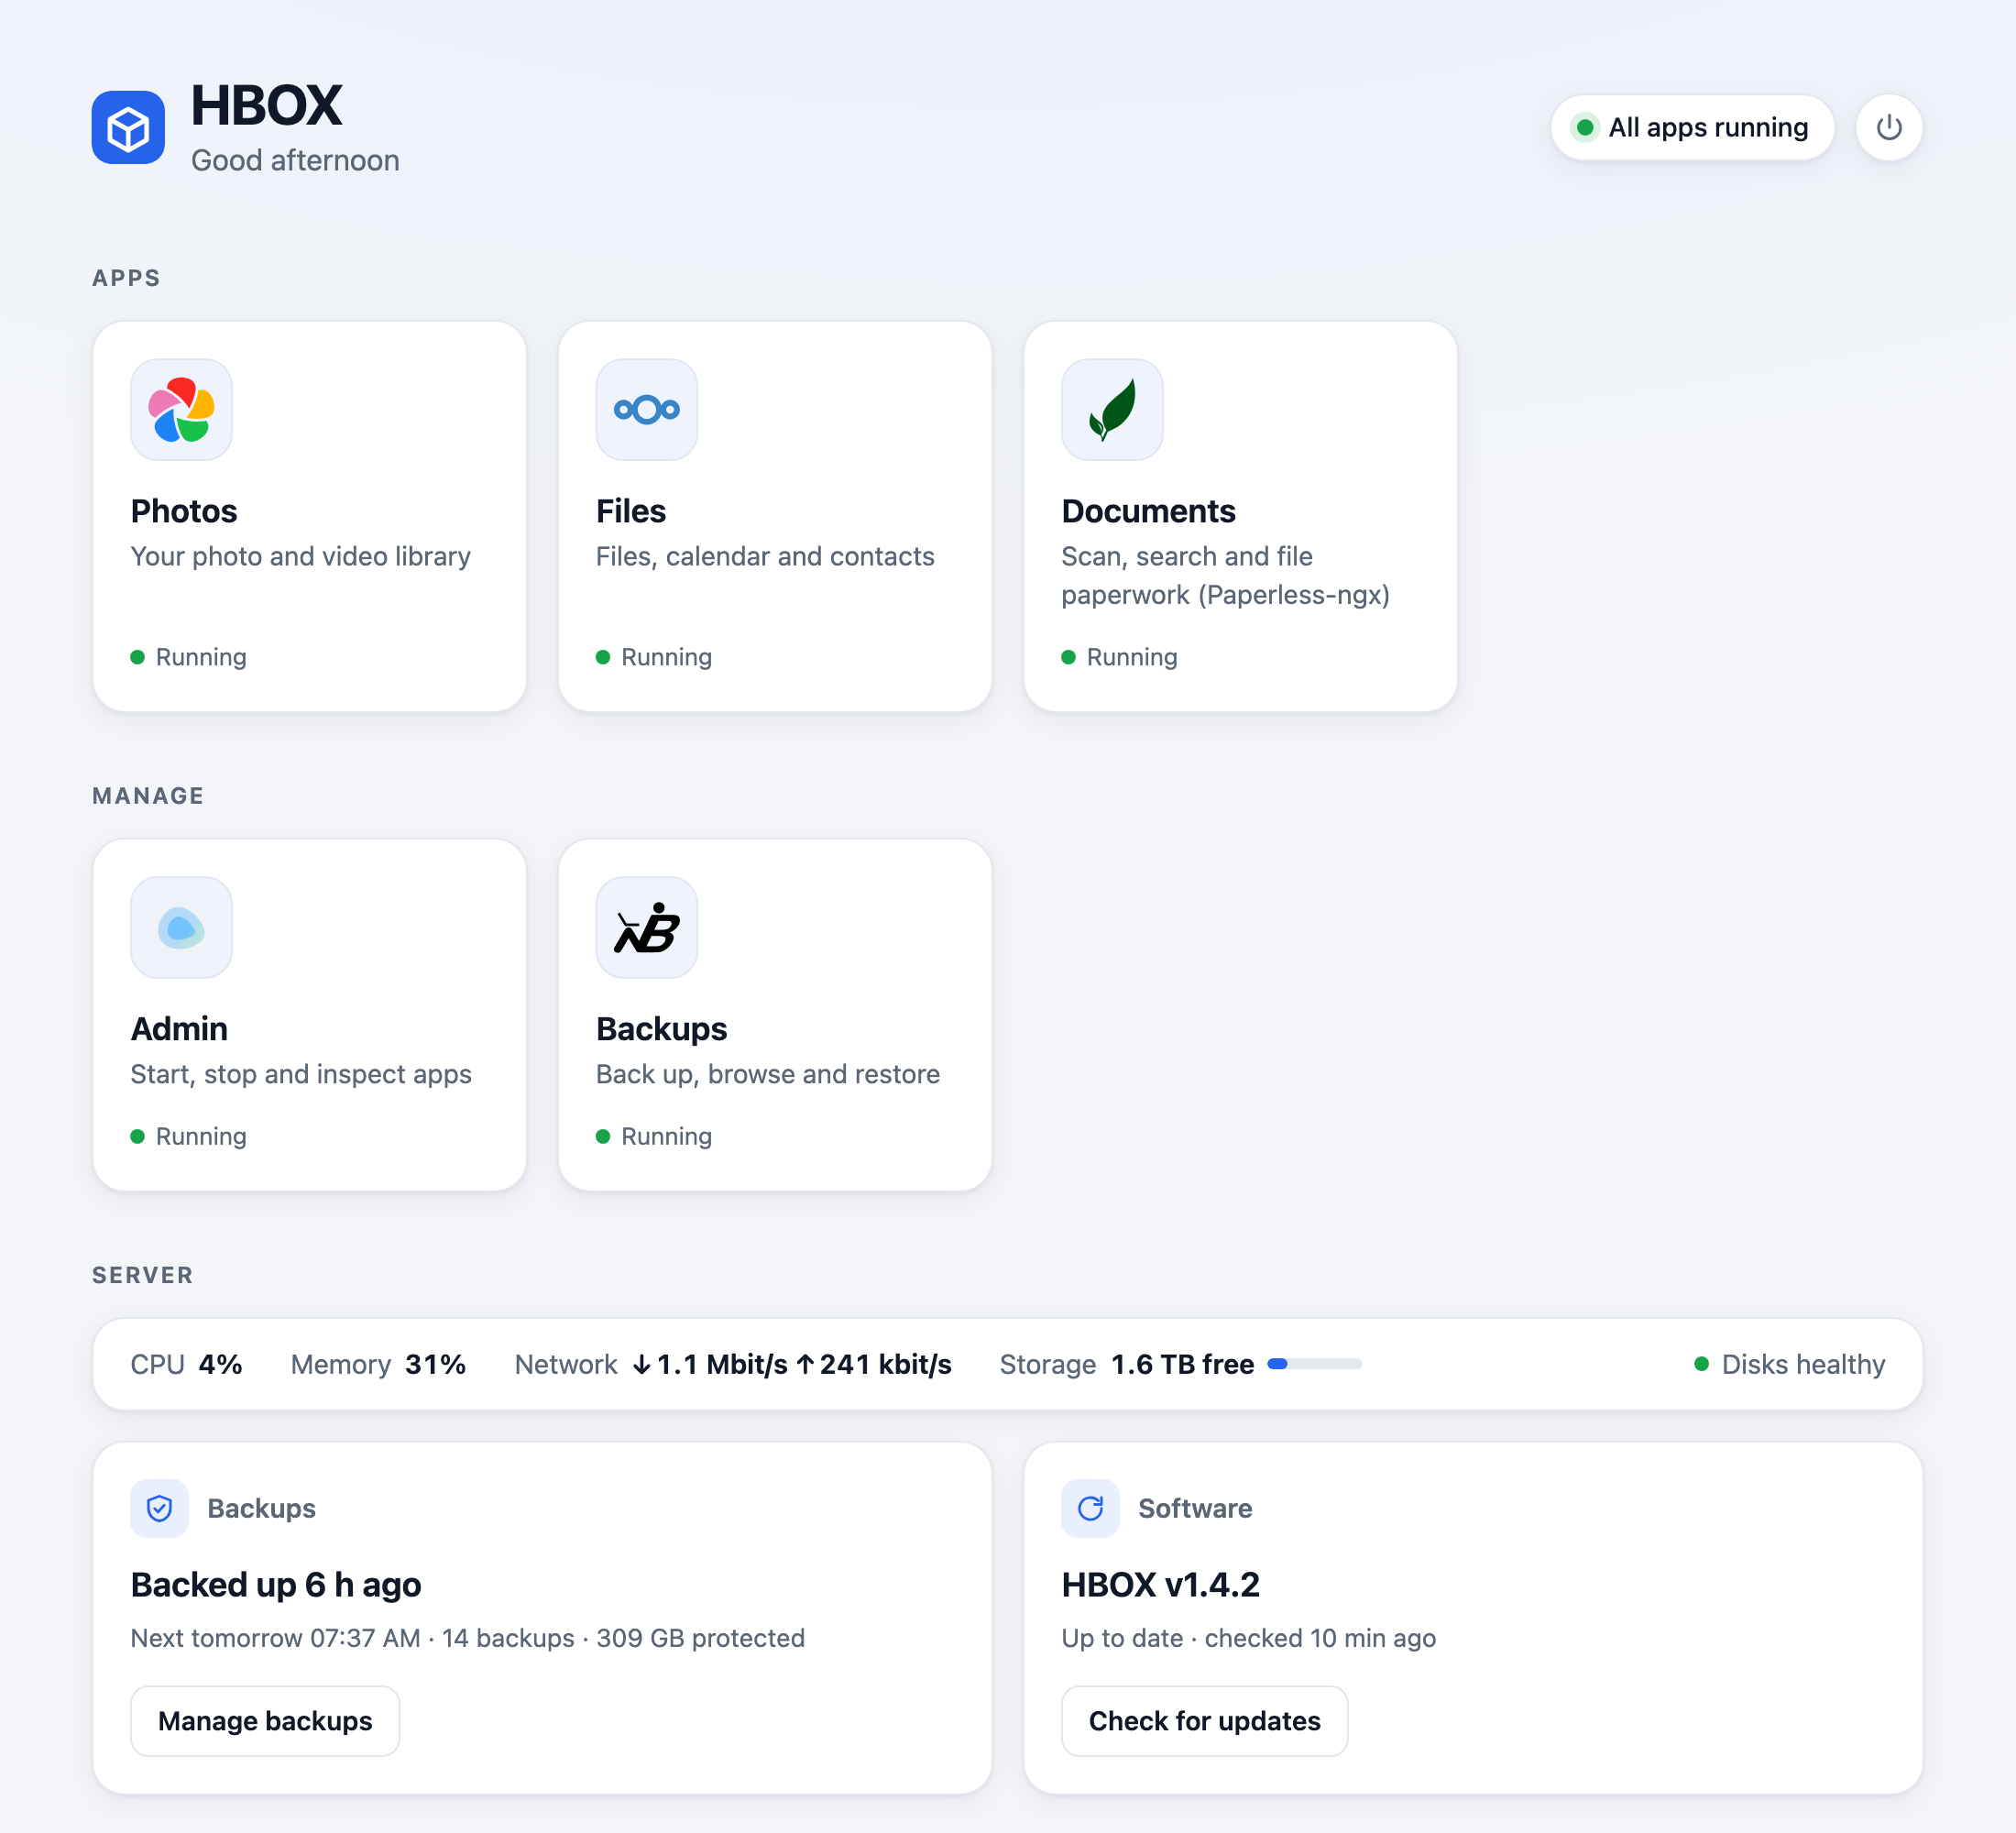 HBOX
Good afternoon
All apps running
APPS
Photos
Your photo and video library
Running
Files
Files, calendar and contacts
Running
Documents
Scan, search and file
paperwork (Paperless-ngx)
Running
MANAGE
Admin
Start, stop and inspect apps
Running
Backups
Back up, browse and restore
Running
SERVER
CPU 4% Memory 31% Network ↓ 1.1 Mbit/s ↑ 241 kbit/s Storage 1.6 TB free Disks healthy
Backups
Backed up 6 h ago
Next tomorrow 07:37 AM · 14 backups · 309 GB protected
Manage backups
Software
HBOX v1.4.2
Up to date · checked 10 min ago
Check for updates